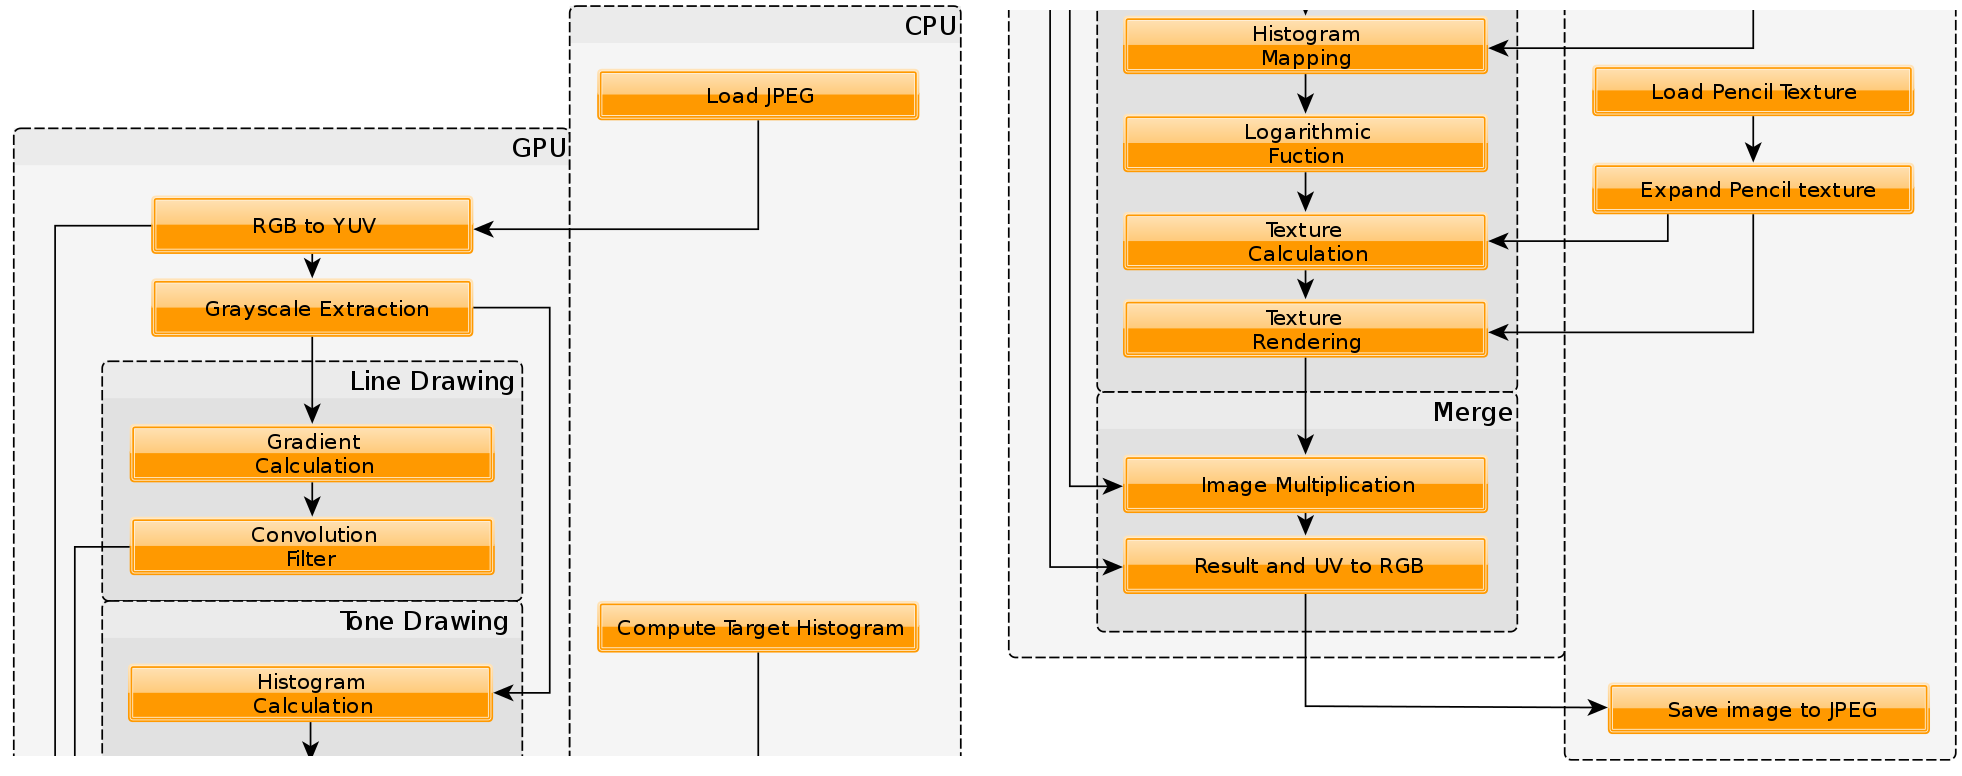 CPU
Load JPEG
GPU
RGB to YUV
Grayscale Extraction
Line Drawing
Gradient
Calculation
Convolution
Filter
Tone Drawing
Compute Target Histogram
Histogram
Calculation
Histogram
Mapping
Load Pencil Texture
Logarithmic
Fuction
Expand Pencil texture
Texture
Calculation
Texture
Rendering
Merge
Image Multiplication
Result and UV to RGB
Save image to JPEG